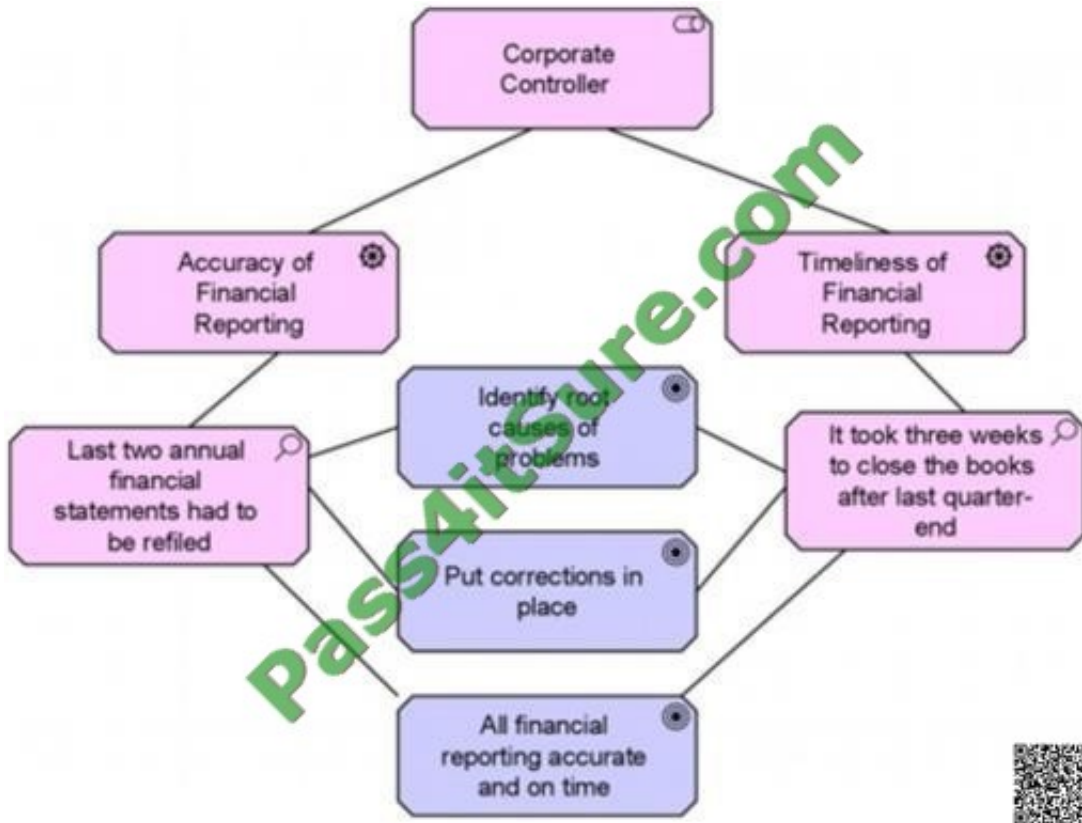 Corporate
Controller
Accuracy of
Financial
Reporting
Timeliness of
Financial
Reporting
Identify root
causes of
problems
Last two annual
financial
statements had to
be refiled
It took three weeks
to close the books
after last quarter-
end
Put corrections in
place
All financial
reporting accurate
and on time
Pass4itSure.com